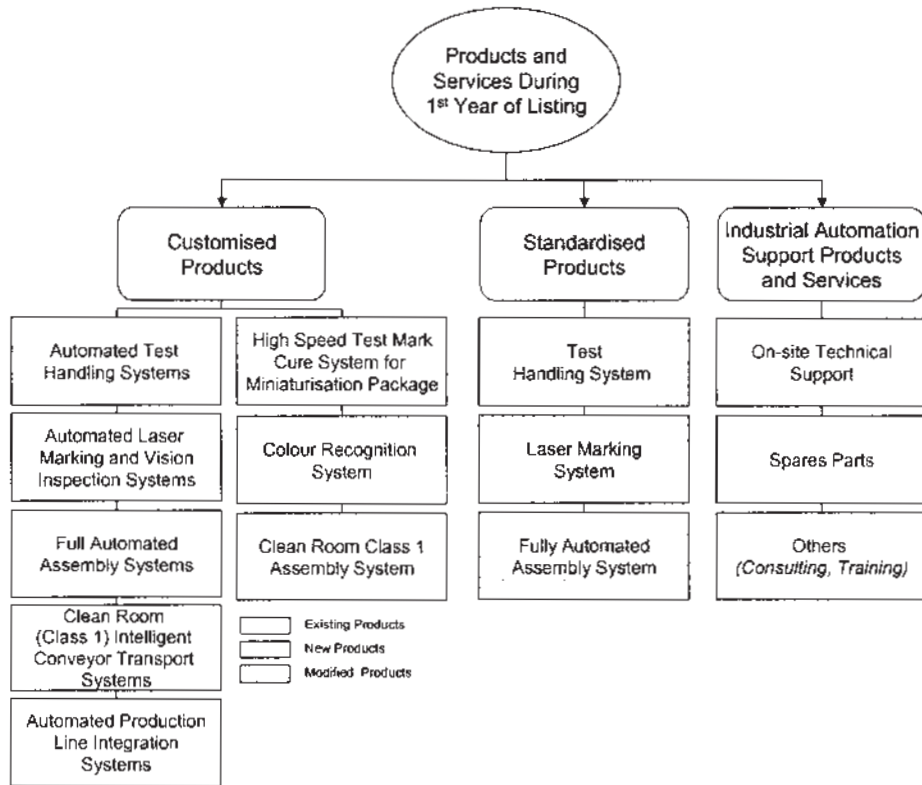 Products and
Services During
1st Year of Listing
Customised
Products
Standardised
Products
Industrial Automation
Support Products
and Services
Automated Test
Handling Systems
High Speed Test Mark
Cure System for
Miniaturisation Package
Test
Handling System
On-site Technical
Support
Automated Laser
Marking and Vision
Inspection Systems
Colour Recognition
System
Laser Marking
System
Spares Parts
Full Automated
Assembly Systems
Clean Room Class 1
Assembly System
Fully Automated
Assembly System
Others
(Consulting, Training)
Clean Room
(Class 1) Intelligent
Conveyor Transport
Systems
Existing Products
New Products
Modified Products
Automated Production
Line Integration
Systems